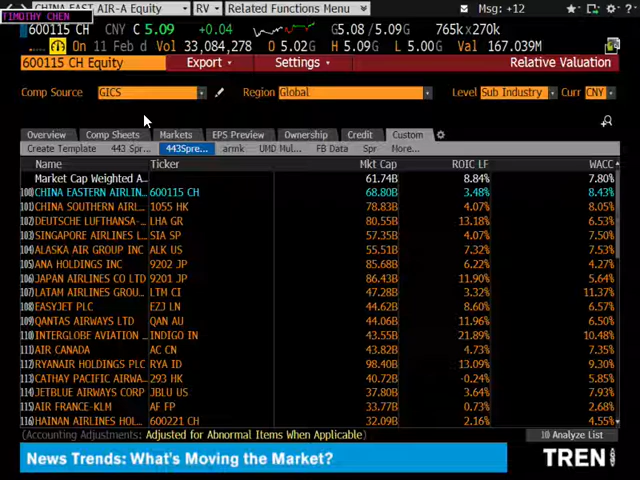 CHINA EAST AIR-A Equity RV Related Functions Menu Msg: +12
TIMOTHY CHEN
600115 CH CNY C 5.09 +0.04 G5.08 / 5.09G 765k x 270k
On 11 Feb d Vol 33,084,278 O 5.02G H 5.09G L 5.00G Val 167.039M
600115 CH Equity Export Settings Relative Valuation
Comp Source GICS Region Global Level Sub Industry Curr CNY
Overview Comp Sheets Markets EPS Preview Ownership Credit Custom
Create Template 443 Spr... 443Spre... armk UMD Mul... FB Data Spr More...
Name Ticker Mkt Cap ROIC LF WACC
Market Cap Weighted A... 61.74B 8.84% 7.80%
100) CHINA EASTERN AIRLIN... 600115 CH 68.80B 3.48% 8.43%
101) CHINA SOUTHERN AIRL... 1055 HK 78.83B 4.07% 8.05%
102) DEUTSCHE LUFTHANSA-... LHA GR 80.55B 13.18% 6.53%
103) SINGAPORE AIRLINES L... SIA SP 57.35B 4.07% 7.50%
104) ALASKA AIR GROUP INC ALK US 55.51B 7.32% 7.72%
105) ANA HOLDINGS INC 9202 JP 85.68B 6.22% 4.27%
106) JAPAN AIRLINES CO LTD 9201 JP 86.43B 11.90% 5.64%
107) LATAM AIRLINES GROU... LTM CI 47.28B 3.32% 11.37%
108) EASYJET PLC EZJ LN 44.62B 8.60% 5.97%
109) QANTAS AIRWAYS LTD QAN AU 44.06B 11.96% 6.50%
110) INTERGLOBE AVIATION ... INDIGO IN 43.55B 21.89% 10.48%
111) AIR CANADA AC CN 43.82B 4.73% 7.35%
112) RYANAIR HOLDINGS PLC RYA ID 98.40B 13.09% 9.30%
113) CATHAY PACIFIC AIRWA... 293 HK 40.72B -0.24% 5.85%
114) JETBLUE AIRWAYS CORP JBLU US 37.80B 3.64% 7.93%
115) AIR FRANCE-KLM AF FP 33.77B 0.73% 2.68%
116) HAINAN AIRLINES HOL... 600221 CH 32.09B 2.16% 4.55%
(Accounting Adjustments: Adjusted for Abnormal Items When Applicable) 10 Analyze List
News Trends: What's Moving the Market? TREN